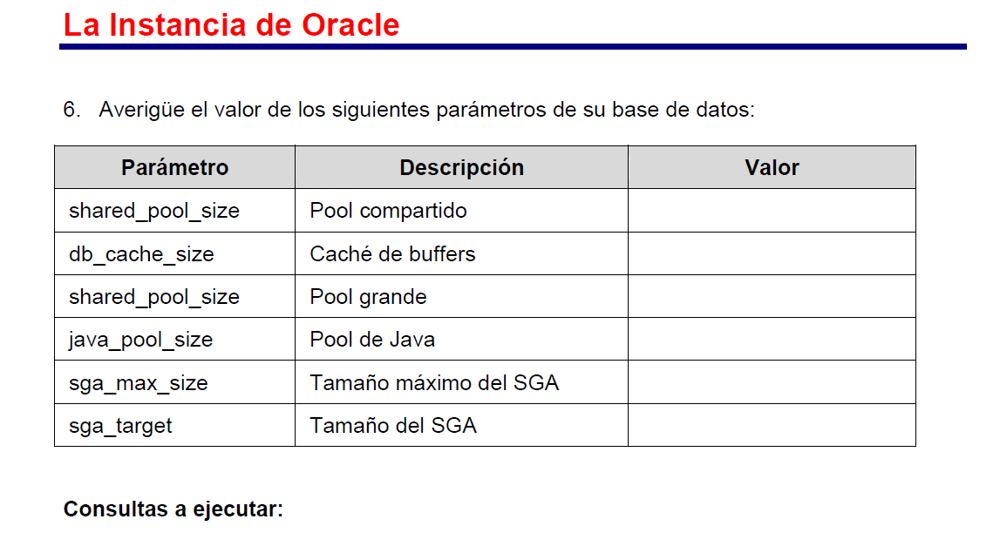 La Instancia de Oracle
6. Averigüe el valor de los siguientes parámetros de su base de datos:
Parámetro Descripción Valor
shared_pool_size Pool compartido
db_cache_size Caché de buffers
shared_pool_size Pool grande
java_pool_size Pool de Java
sga_max_size Tamaño máximo del SGA
sga_target Tamaño del SGA
Consultas a ejecutar: